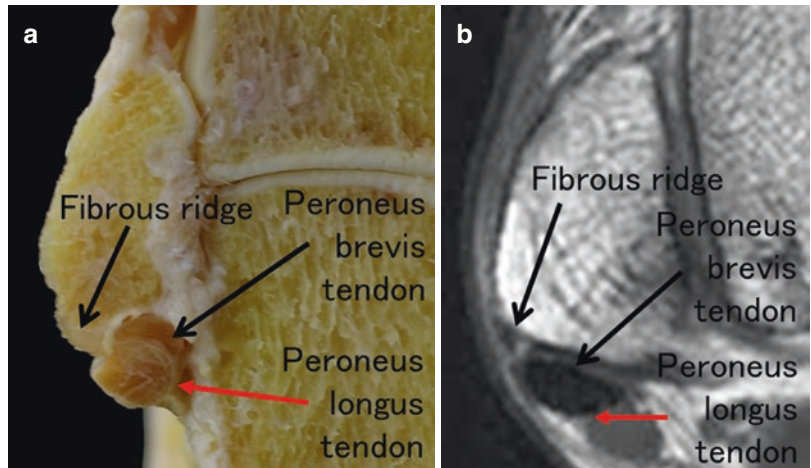 a
Fibrous ridge
Peroneus
brevis
tendon
Peroneus
longus
tendon
b
Fibrous ridge
Peroneus
brevis
tendon
Peroneus
longus
tendon